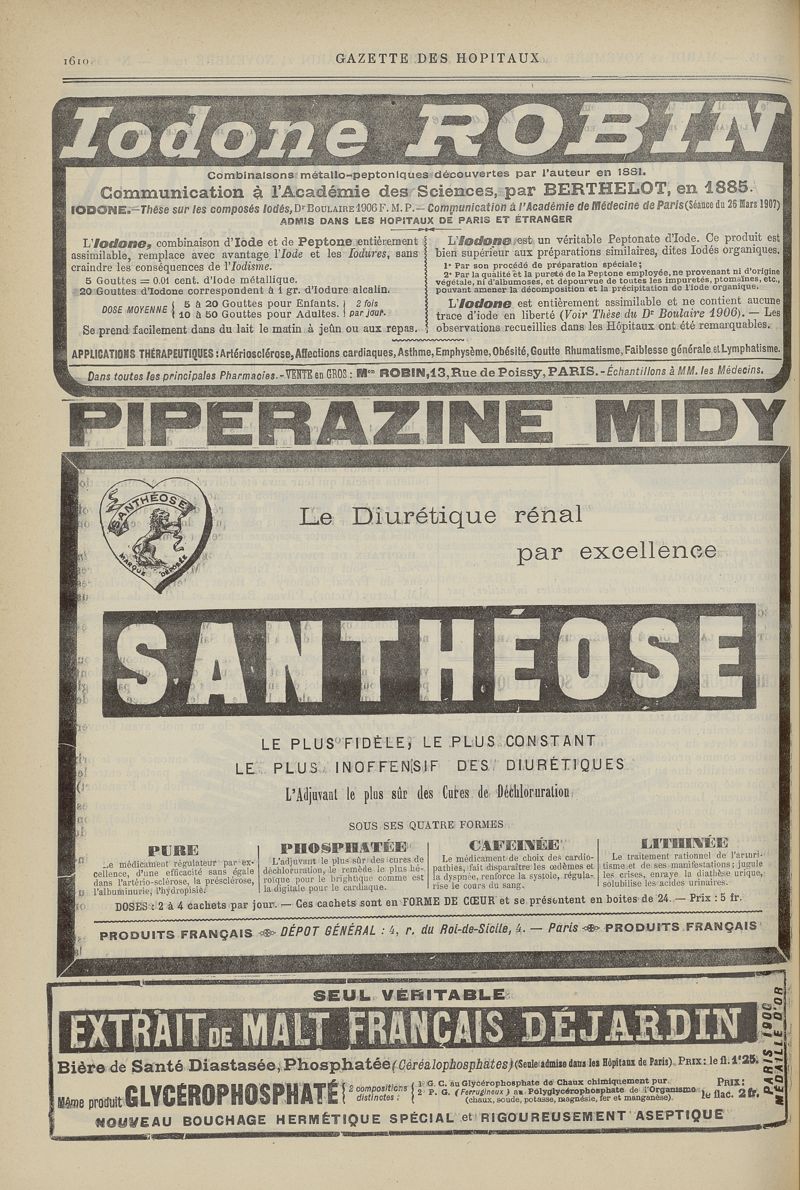 1610
GAZETTE DES HOPITAUX
Iodone ROBIN
Combinaisons métallo-peptoniques découvertes par l'auteur en 1881.
Communication à l'Académie des Sciences, par BERTHELOT, en 1885.
IODONE.—Thèse sur les composés Iodés, Dr BOULAIRE 1906 F. M. P.— Communication à l'Académie de Médecine de Paris (Séance du 26 Mars 1907)
ADMIS DANS LES HOPITAUX DE PARIS ET ÉTRANGER
L'Iodone, combinaison d'Iode et de Peptone entièrement
assimilable, remplace avec avantage l'Iode et les Iodures, sans
craindre les conséquences de l'Iodisme.
5 Gouttes = 0.01 cent. d'Iode métallique.
20 Gouttes d'Iodone correspondent à 1 gr. d'Iodure alcalin.
DOSE MOYENNE { 5 à 20 Gouttes pour Enfants. } 2 fois
10 à 50 Gouttes pour Adultes. } par jour.
Se prend facilement dans du lait le matin à jeûn ou aux repas.
L'Iodone est un véritable Peptonate d'Iode. Ce produit est
bien supérieur aux préparations similaires, dites Iodés organiques.
1° Par son procédé de préparation spéciale;
2° Par la qualité et la pureté de la Peptone employée, ne provenant ni d'origine
végétale, ni d'albumoses, et dépourvue de toutes les impuretés, ptomaïnes, etc.,
pouvant amener la décomposition et la précipitation de l'Iode organique.
L'Iodone est entièrement assimilable et ne contient aucune
trace d'iode en liberté (Voir Thèse du Dr Boulaire 1906). — Les
observations recueillies dans les Hôpitaux ont été remarquables.
APPLICATIONS THÉRAPEUTIQUES: Artériosclérose, Affections cardiaques, Asthme, Emphysème, Obésité, Goutte Rhumatisme, Faiblesse générale et Lymphatisme.
Dans toutes les principales Pharmacies.-VENTE en GROS: Mon ROBIN, 13, Rue de Poissy, PARIS. - Échantillons à MM. les Médecins.
PIPERAZINE MIDY
SANTHÉOSE
MARQUE DÉPOSÉE
Le Diurétique rénal
par excellence
SANTHÉOSE
LE PLUS FIDÈLE, LE PLUS CONSTANT
LE PLUS INOFFENSIF DES DIURÉTIQUES
L'Adjuvant le plus sûr des Cures de Déchloruration
SOUS SES QUATRE FORMES
PURE
Le médicament régulateur par ex-
cellence, d'une efficacité sans égale
dans l'artério-sclérose, la présclérose,
l'albuminurie, l'hydropisie.
PHOSPHATÉE
L'adjuvant le plus sûr des cures de
déchloruration, le remède le plus hé-
roïque pour le brightique comme est
la digitale pour le cardiaque.
CAFEINÉE
Le médicament de choix des cardio-
pathies, fait disparaître les œdèmes et
la dyspnée, renforce la systole, régula-
rise le cours du sang.
LITHINÉE
Le traitement rationnel de l'arthri-
tisme et de ses manifestations; jugule
les crises, enraye la diathèse urique,
solubilise les acides urinaires.
DOSES: 2 à 4 cachets par jour. — Ces cachets sont en FORME DE CŒUR et se présentent en boîtes de 24. — Prix: 5 fr.
PRODUITS FRANÇAIS DÉPOT GÉNÉRAL: 4, r. du Roi-de-Sicile, 4. — Paris PRODUITS FRANÇAIS
SEUL VÉRITABLE
EXTRAIT DE MALT FRANÇAIS DÉJARDIN
Bière de Santé Diastasée, Phosphatée (Céréalophosphates) (Seule admise dans les Hôpitaux de Paris). PRIX: le fl. 1f25.
Même produit GLYCÉROPHOSPHATÉ { 2 compositions distinctes: { 1° G. C. au Glycérophosphate de Chaux chimiquement pur.
2° P. G. (Ferrugineux) au Polyglycérophosphate de l'Organisme
(chaux, soude, potasse, magnésie, fer et manganèse).
PRIX:
le flac. 2 fr.
NOUVEAU BOUCHAGE HERMÉTIQUE SPÉCIAL et RIGOUREUSEMENT ASEPTIQUE
PARIS 1900
MÉDAILLE D'OR